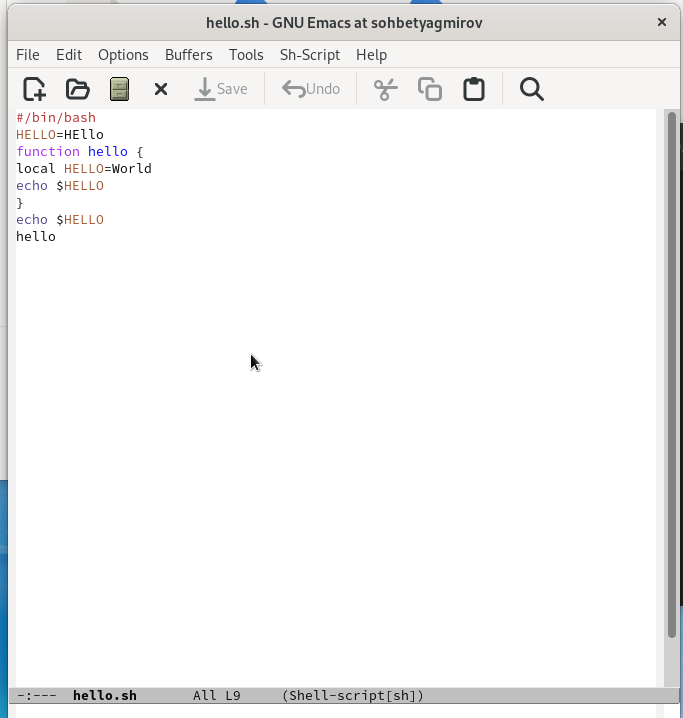 hello.sh - GNU Emacs at sohbetyagmirov
File Edit Options Buffers Tools Sh-Script Help
Save Undo
#/bin/bash
HELLO=HEllo
function hello {
local HELLO=World
echo $HELLO
}
echo $HELLO
hello
-:--- hello.sh All L9 (Shell-script[sh])